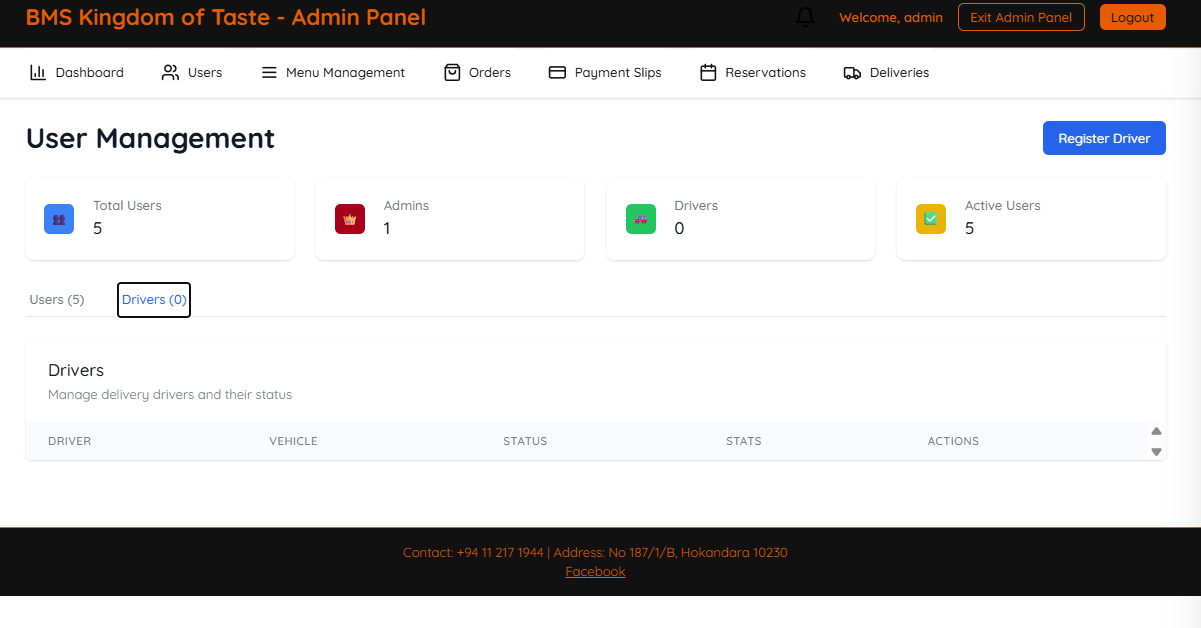 BMS Kingdom of Taste - Admin Panel
Welcome, admin
Exit Admin Panel
Logout
Dashboard
Users
Menu Management
Orders
Payment Slips
Reservations
Deliveries
User Management
Register Driver
Total Users
5
Admins
1
Drivers
0
Active Users
5
Users (5)
Drivers (0)
Drivers
Manage delivery drivers and their status
DRIVER
VEHICLE
STATUS
STATS
ACTIONS
Contact: +94 11 217 1944 | Address: No 187/1/B, Hokandara 10230
Facebook